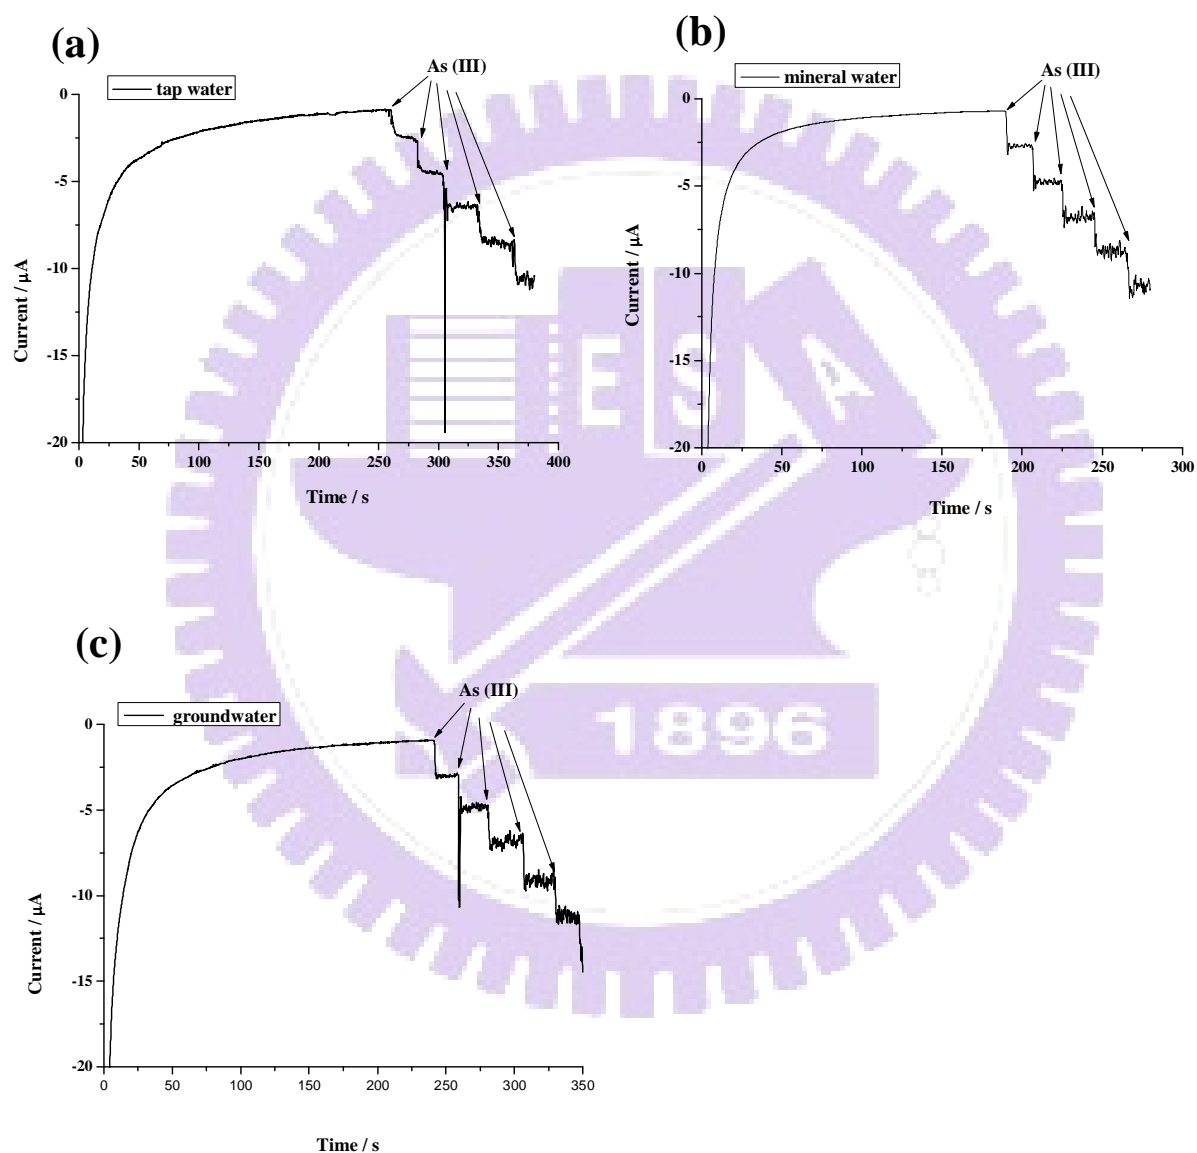 (a)
As (III)
tap water
0
-5
-10
-15
-20
0 50 100 150 200 250 300 350 400
Current / μA
Time / s
(b)
As (III)
mineral water
0
-5
-10
-15
-20
0 50 100 150 200 250 300
Current / μA
Time / s
ESA
1896
(c)
As (III)
groundwater
0
-5
-10
-15
-20
0 50 100 150 200 250 300 350
Current / μA
Time / s